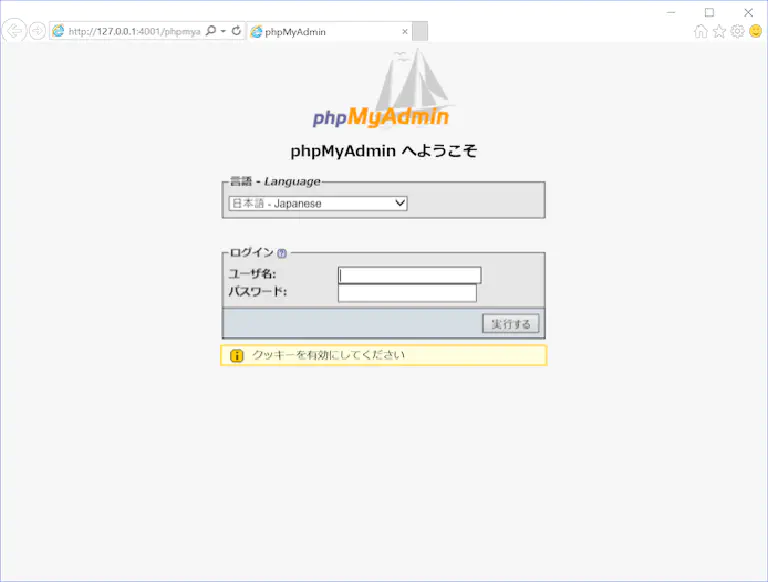 http://127.0.0.1:4001/phpmya
phpMyAdmin
phpMyAdmin
phpMyAdmin へようこそ
言語 - Language
日本語 - Japanese
ログイン
ユーザ名:
パスワード:
実行する
クッキーを有効にしてください